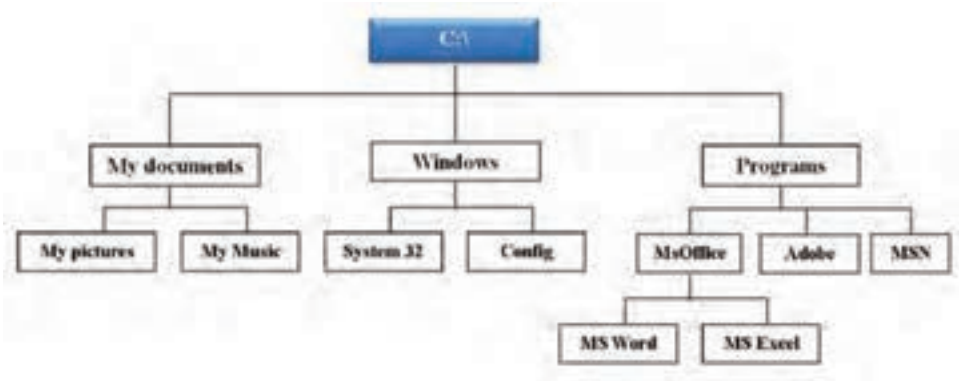 C:\
My documents
Windows
Programs
My pictures
My Music
System 32
Config
MsOffice
Adobe
MSN
MS Word
MS Excel